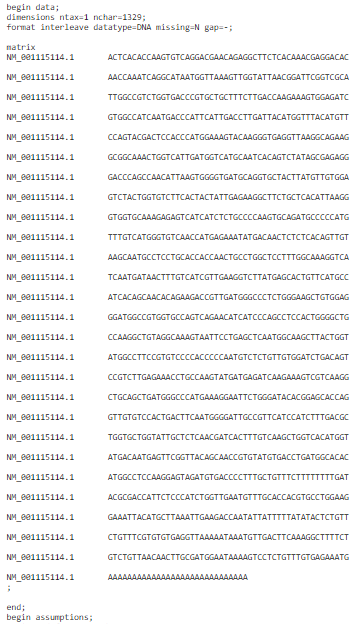 begin data;
dimensions ntax=1 nchar=1329;
format interleave datatype=DNA missing=N gap=-;
matrix
NM_001115114.1 ACTCACACCAAGTGTCAGGACGAACAGAGGCTTCTCACAAACGAGGACAC
NM_001115114.1 AACCAAATCAGGCATAATGGTTAAAGTTGGTATTAACGGATTCGGTCGCA
NM_001115114.1 TTGGCCGTCTGGTGACCCGTGCTGCTTTCTTGACCAAGAAAGTGGAGATC
NM_001115114.1 GTGGCCATCAATGACCCATTCATTGACCTTGATTACATGGTTTACATGTT
NM_001115114.1 CCAGTACGACTCCACCCATGGAAAGTACAAGGGTGAGGTTAAGGCAGAAG
NM_001115114.1 GCGGCAAACTGGTCATTGATGGTCATGCAATCACAGTCTATAGCGAGAGG
NM_001115114.1 GACCCAGCCAACATTAAGTGGGGTGATGCAGGTGCTACTTATGTTGTGGA
NM_001115114.1 GTCTACTGGTGTCTTCACTACTATTGAGAAGGCTTCTGCTCACATTAAGG
NM_001115114.1 GTGGTGCAAAGAGAGTCATCATCTCTGCCCCAAGTGCAGATGCCCCCATG
NM_001115114.1 TTTGTCATGGGTGTCAACCATGAGAAATATGACAACTCTCTCACAGTTGT
NM_001115114.1 AAGCAATGCCTCCTGCACCACCAACTGCCTGGCTCCTTTGGCAAAGGTCA
NM_001115114.1 TCAATGATAACTTTGTCATCGTTGAAGGTCTTATGAGCACTGTTCATGCC
NM_001115114.1 ATCACAGCAACACAGAAGACCGTTGATGGGCCCTCTGGGAAGCTGTGGAG
NM_001115114.1 GGATGGCCGTGGTGCCAGTCAGAACATCATCCCAGCCTCCACTGGGGCTG
NM_001115114.1 CCAAGGCTGTAGGCAAAGTAATTCCTGAGCTCAATGGCAAGCTTACTGGT
NM_001115114.1 ATGGCCTTCCGTGTCCCCACCCCCAATGTCTCTGTTGTGGATCTGACAGT
NM_001115114.1 CCGTCTTGAGAAACCTGCCAAGTATGATGAGATCAAGAAAGTCGTCAAGG
NM_001115114.1 CTGCAGCTGATGGGCCCATGAAAGGAATTCTGGGATACACGGAGCACCAG
NM_001115114.1 GTTGTGTCCACTGACTTCAATGGGGATTGCCGTTCATCCATCTTTGACGC
NM_001115114.1 TGGTGCTGGTATTGCTCTCAACGATCACTTTGTCAAGCTGGTCACATGGT
NM_001115114.1 ATGACAATGAGTTCGGTTACAGCAACCGTGTATGTGACCTGATGGCACAC
NM_001115114.1 ATGGCCTCCAAGGAGTAGATGTGACCCCTTTGCTGTTTCTTTTTTTTGAT
NM_001115114.1 ACGCGACCATTCTCCCATCTGGTTGAATGTTTGCACCACGTGCCTGGAAG
NM_001115114.1 GAAATTACATGCTTAAATTGAAGACCAATATTATTTTTATATACTCTGTT
NM_001115114.1 CTGTTTCGTGTGTGAGGTTAAAAATAAATGTTGACTTCAAAGGCTTTTCT
NM_001115114.1 GTCTGTTAACAACTTGCGATGGAATAAAAGTCCTCTGTTTGTGAGAAATG
NM_001115114.1 AAAAAAAAAAAAAAAAAAAAAAAAAAAAA
;
end;
begin assumptions;